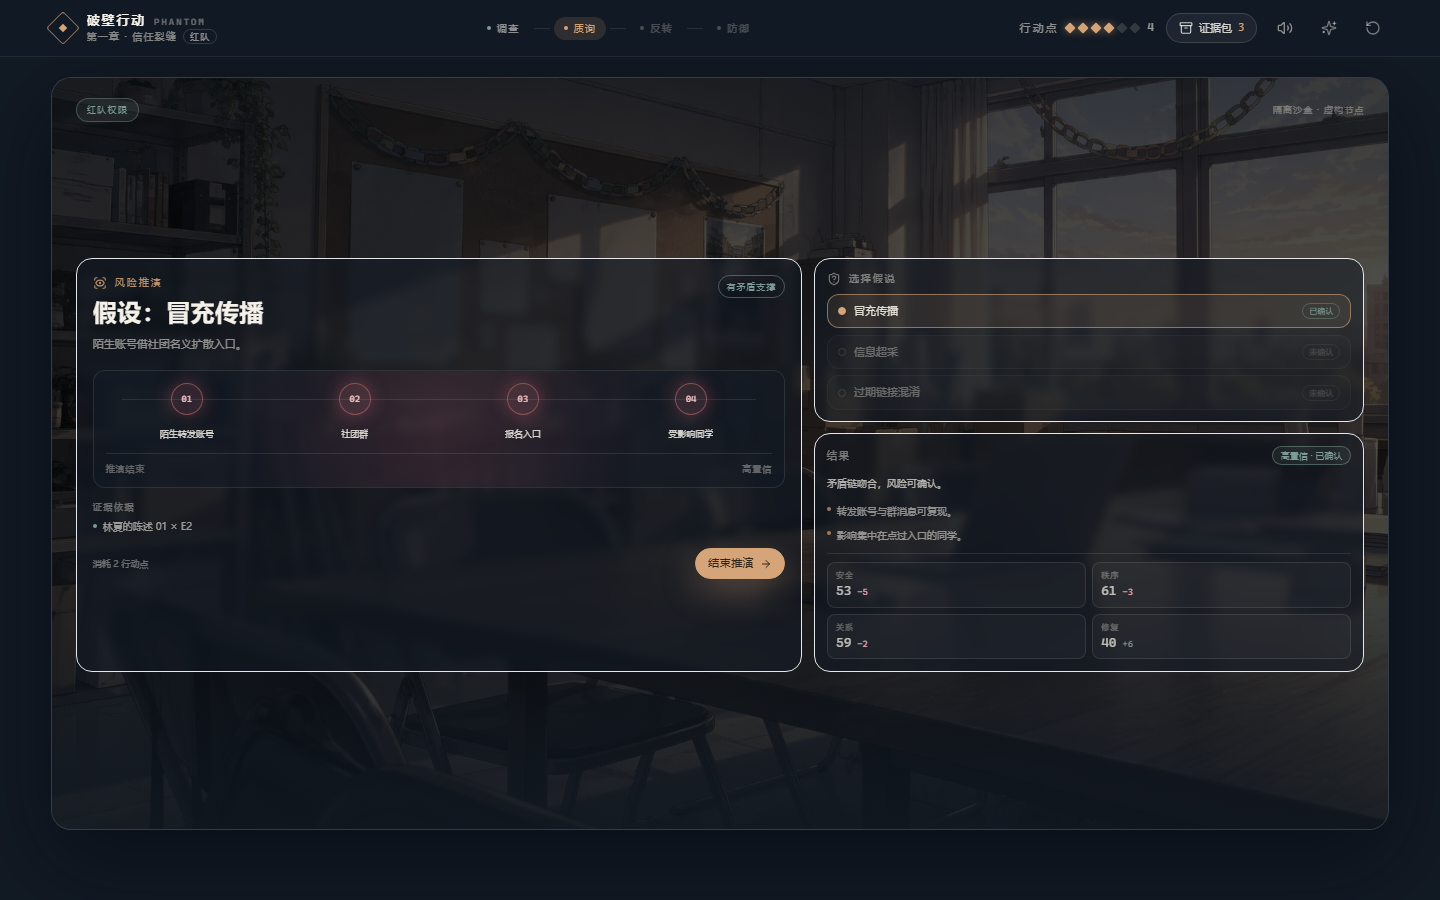 破壁行动 PHANTOM
第一章 · 信任裂缝 红队
调查
质询
反转
防御
行动点 4
证据包 3
红队权限
隔离沙盒 · 虚构节点
风险推演
有矛盾支撑
假设：冒充传播
陌生账号借社团名义扩散入口。
01 02 03 04
陌生转发账号 社团群 报名入口 受影响同学
推演结束 高置信
证据依据
林夏的陈述 01 × E2
消耗 2 行动点
结束推演
选择假说
冒充传播 已确认
信息超采 未确认
过期链接混淆 未确认
结果
高置信 · 已确认
矛盾链吻合，风险可确认。
转发账号与群消息可复现。
影响集中在点过入口的同学。
安全
53 -5
秩序
61 -3
关系
59 -2
修复
40 +6